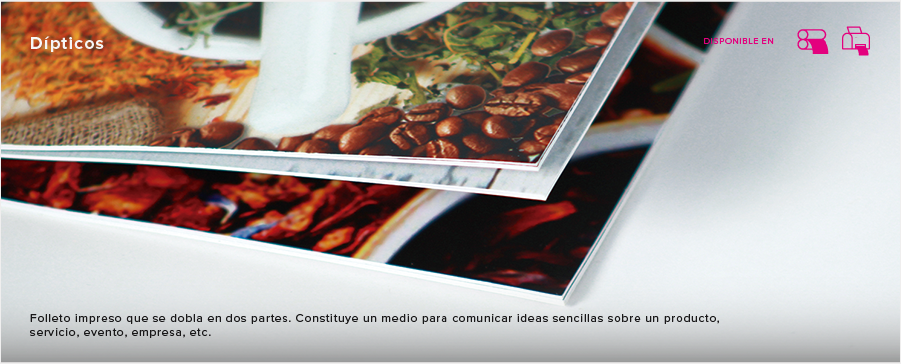 Dípticos
DISPONIBLE EN
Folleto impreso que se dobla en dos partes. Constituye un medio para comunicar ideas sencillas sobre un producto,
servicio, evento, empresa, etc.